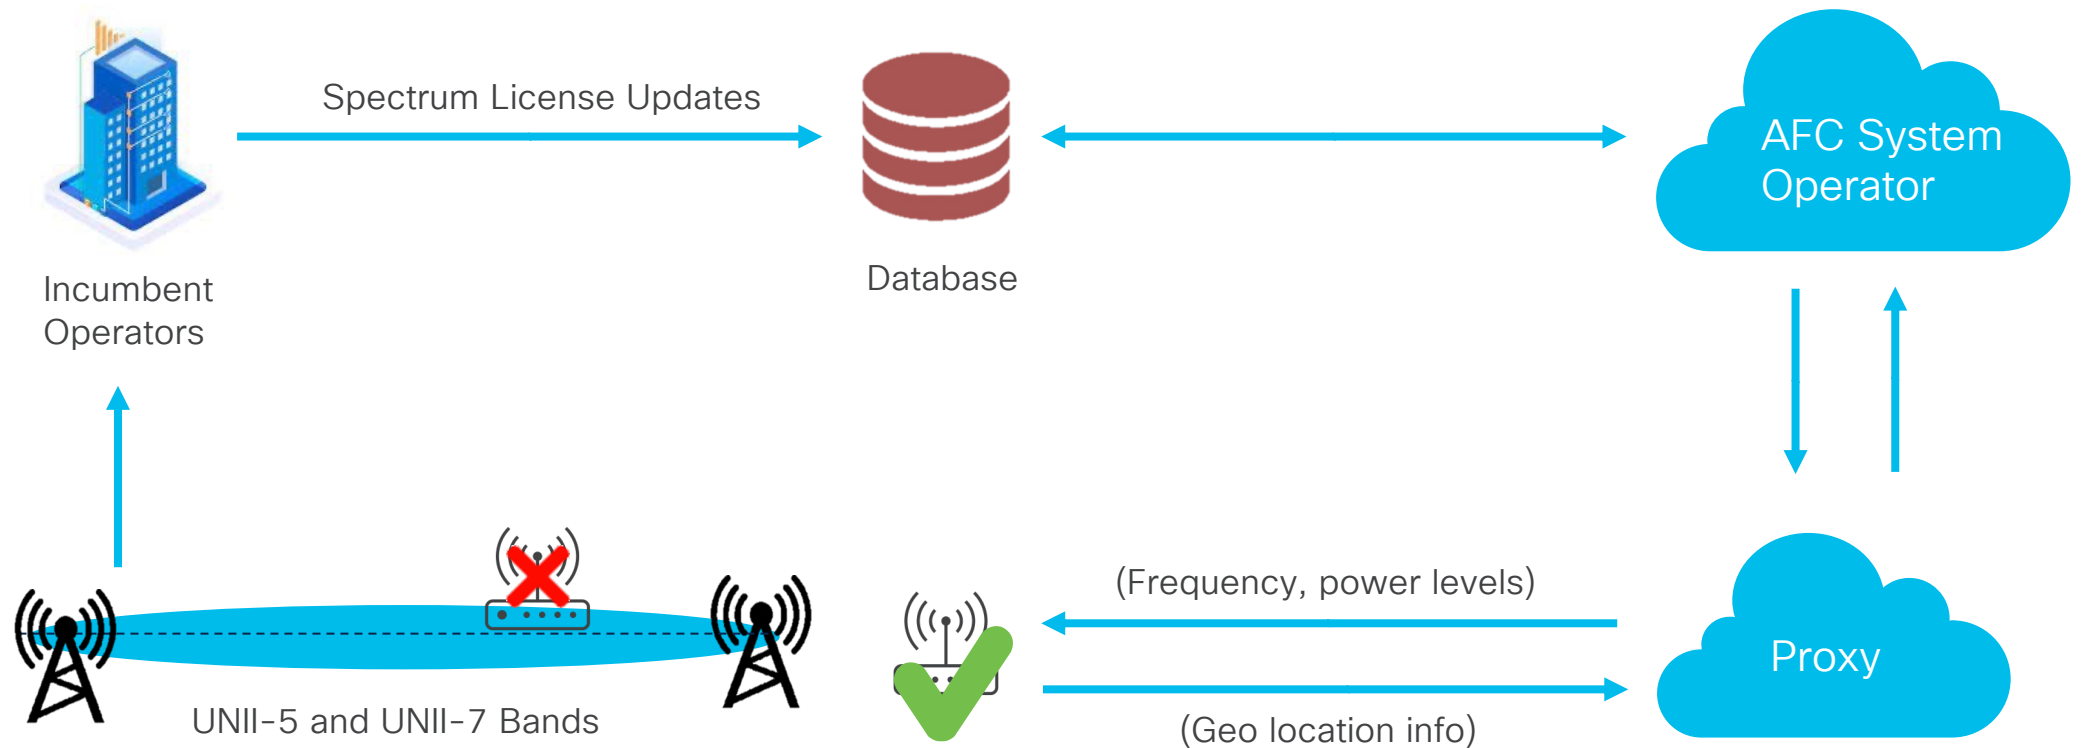 Spectrum License Updates
AFC System
Operator
Incumbent
Operators
Database
(Frequency, power levels)
Proxy
UNII-5 and UNII-7 Bands
(Geo location info)